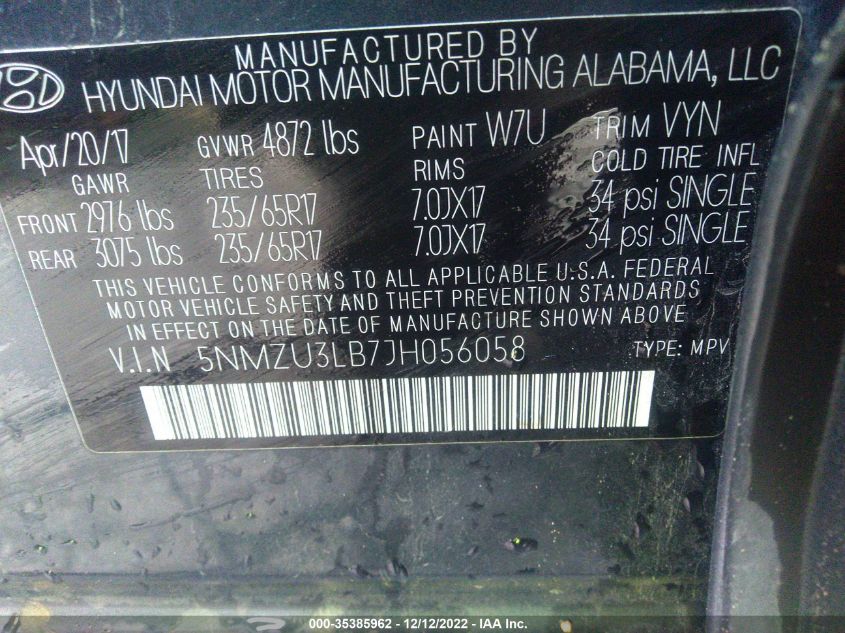 MANUFACTURED BY
HYUNDAI MOTOR MANUFACTURING ALABAMA, LLC
Apr/20/17 GVWR 4872 lbs PAINT W7U TRIM VYN
GAWR TIRES RIMS COLD TIRE INFL
FRONT 2976 lbs 235/65R17 7.0JX17 34 psi SINGLE
REAR 3075 lbs 235/65R17 7.0JX17 34 psi SINGLE
THIS VEHICLE CONFORMS TO ALL APPLICABLE U.S.A. FEDERAL
MOTOR VEHICLE SAFETY AND THEFT PREVENTION STANDARDS
IN EFFECT ON THE DATE OF MANUFACTURE SHOWN ABOVE
V.I.N 5NMZU3LB7JH056058 TYPE: MPV
000-35385962 - 12/12/2022 - IAA Inc.